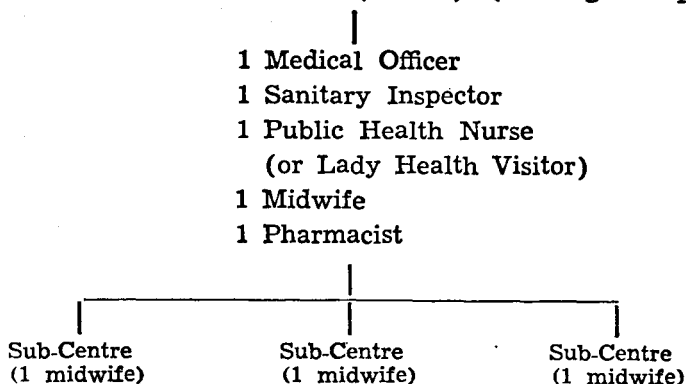 1 Medical Officer
1 Sanitary Inspector
1 Public Health Nurse
(or Lady Health Visitor)
1 Midwife
1 Pharmacist
Sub-Centre Sub-Centre Sub-Centre
(1 midwife) (1 midwife) (1 midwife)